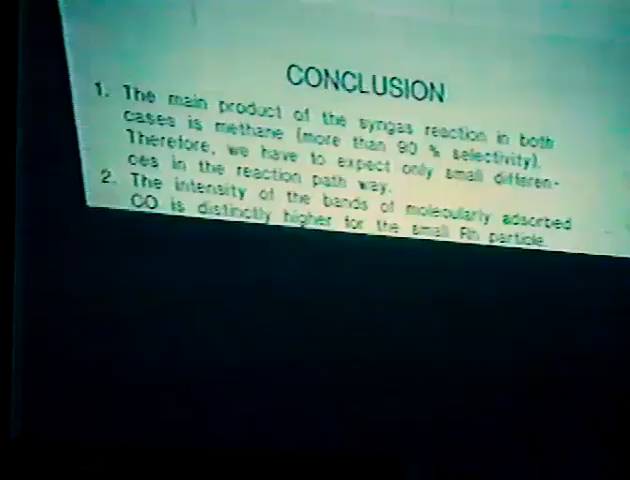 CONCLUSION
1. The main product of the syngas reaction in both
cases is methane (more than 90 % selectivity).
Therefore, we have to expect only small differen-
ces in the reaction path way.
2. The intensity of the bands of molecularly adsorbed
CO is distinctly higher for the small Rh particle.